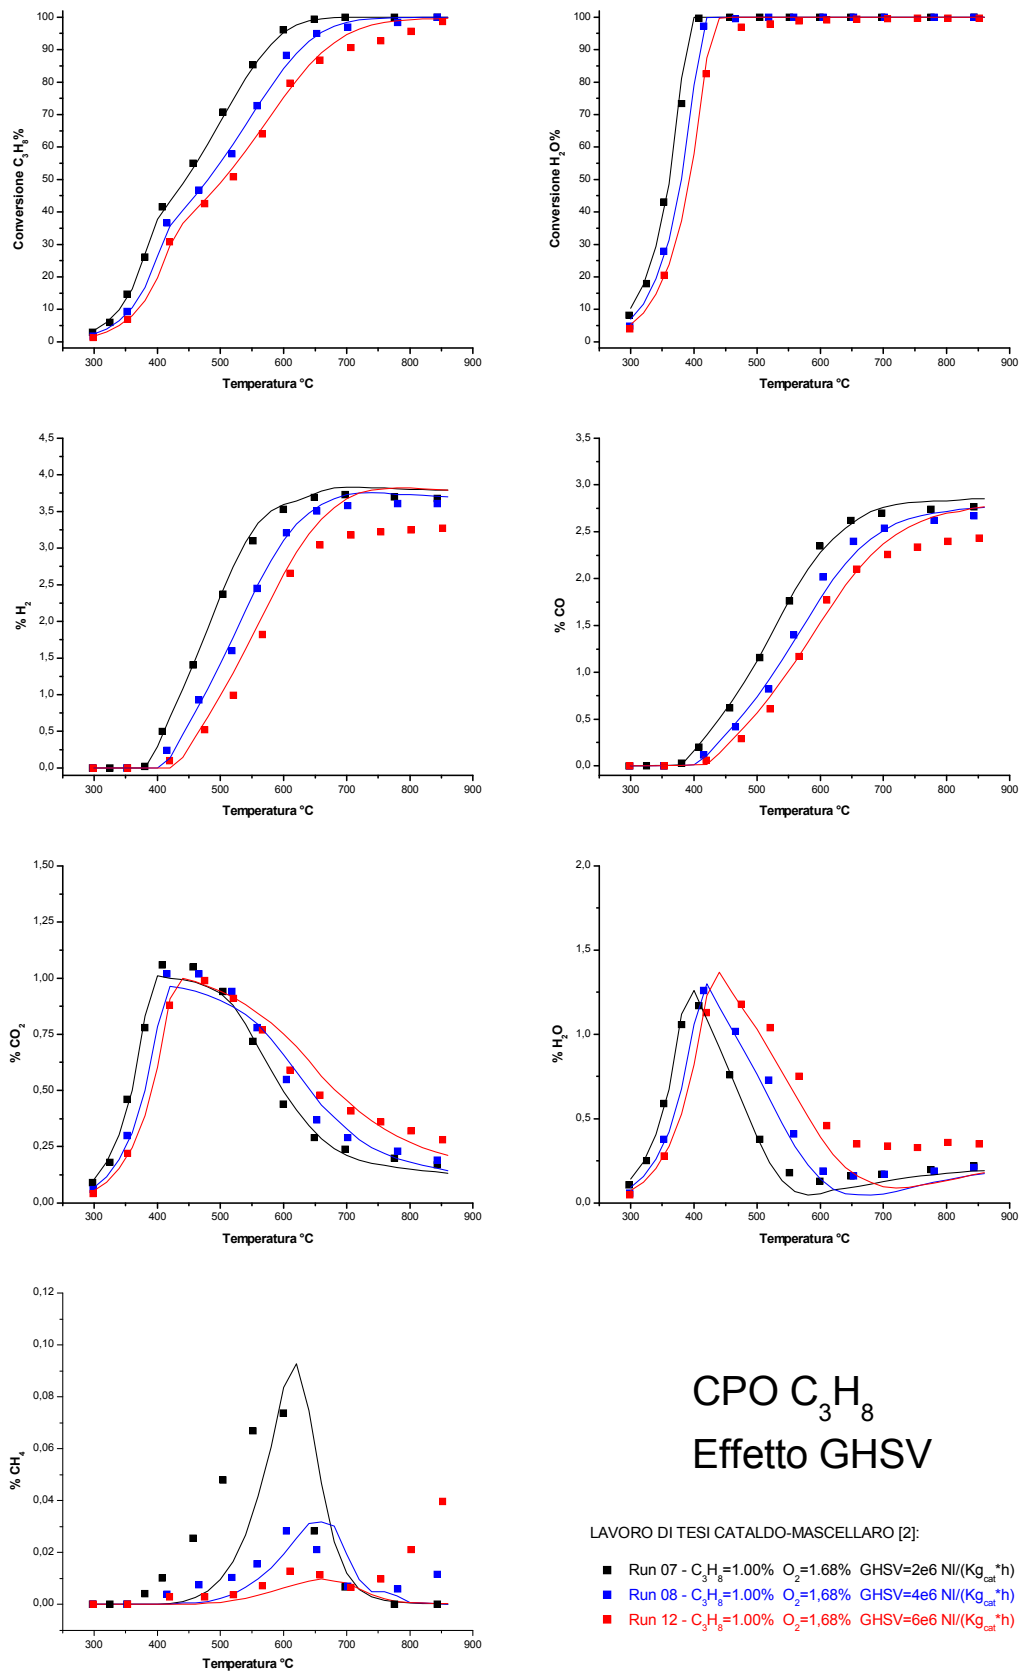 100
90
80
70
60
50
40
30
20
10
0
300 400 500 600 700 800 900
Conversione C3H8%
Temperatura °C
100
90
80
70
60
50
40
30
20
10
0
300 400 500 600 700 800 900
Conversione H2O%
Temperatura °C
4,5
4,0
3,5
3,0
2,5
2,0
1,5
1,0
0,5
0,0
300 400 500 600 700 800 900
% H2
Temperatura °C
3,5
3,0
2,5
2,0
1,5
1,0
0,5
0,0
300 400 500 600 700 800 900
% CO
Temperatura °C
1,50
1,25
1,00
0,75
0,50
0,25
0,00
300 400 500 600 700 800 900
% CO2
Temperatura °C
2,0
1,5
1,0
0,5
0,0
300 400 500 600 700 800 900
% H2O
Temperatura °C
0,12
0,10
0,08
0,06
0,04
0,02
0,00
300 400 500 600 700 800 900
% CH4
Temperatura °C
CPO C3H8
Effetto GHSV
LAVORO DI TESI CATALDO-MASCELLARO [2]:
Run 07 - C3H8=1.00% O2=1.68% GHSV=2e6 Nl/(Kgcat*h)
Run 08 - C3H8=1.00% O2=1,68% GHSV=4e6 Nl/(Kgcat*h)
Run 12 - C3H8=1.00% O2=1,68% GHSV=6e6 Nl/(Kgcat*h)